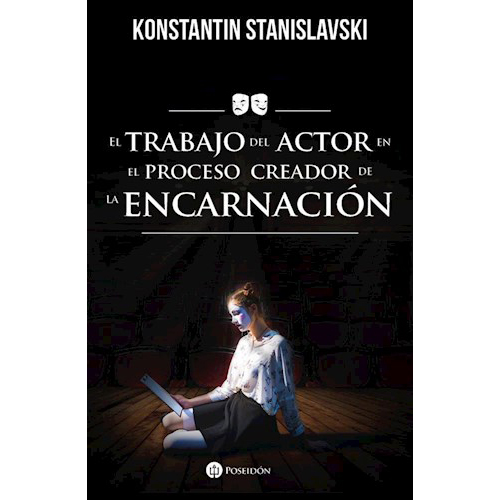 KONSTANTIN STANISLAVSKI
EL TRABAJO DEL ACTOR EN
EL PROCESO CREADOR DE
LA ENCARNACIÓN
POSEIDÓN